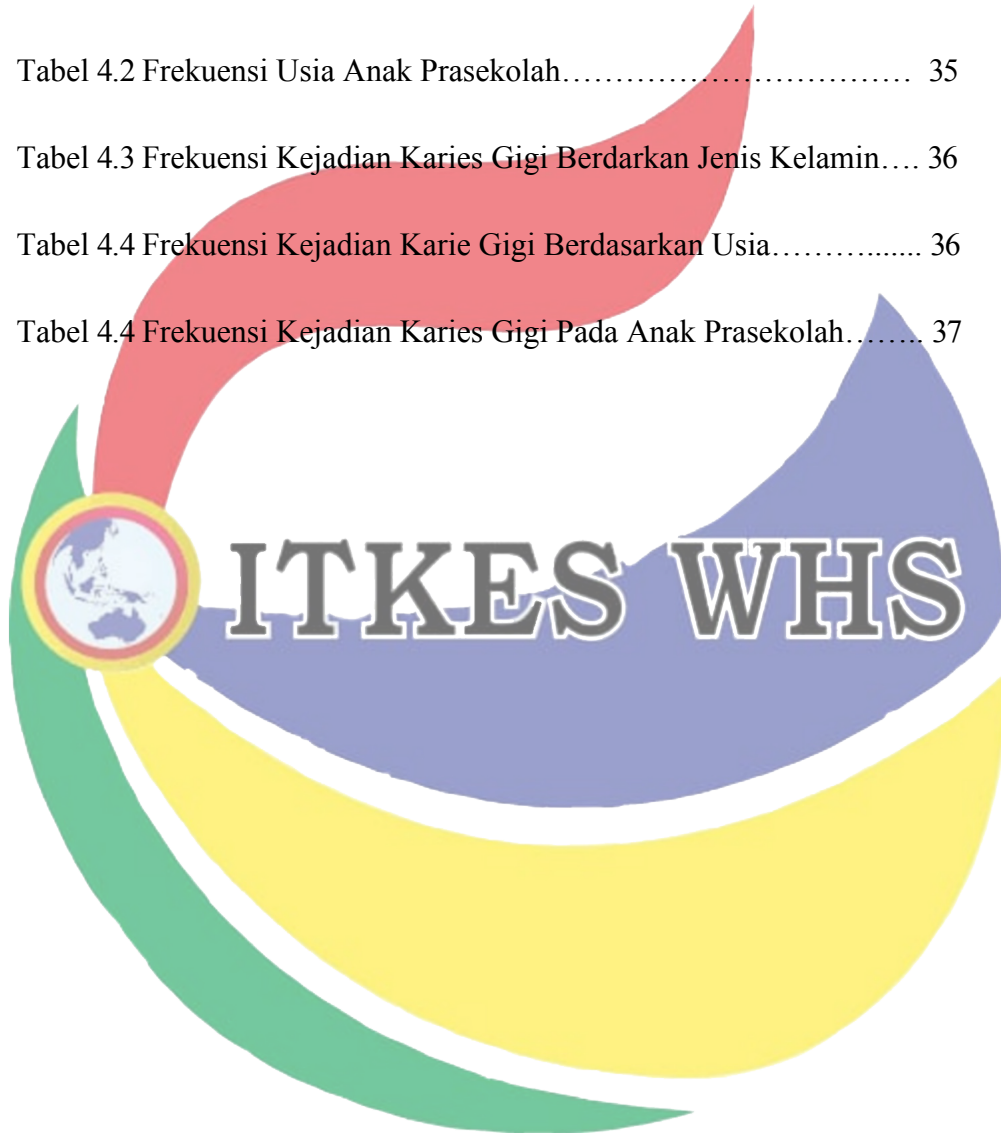 Tabel 4.2 Frekuensi Usia Anak Prasekolah…………………………… 35
Tabel 4.3 Frekuensi Kejadian Karies Gigi Berdarkan Jenis Kelamin…. 36
Tabel 4.4 Frekuensi Kejadian Karie Gigi Berdasarkan Usia………....... 36
Tabel 4.4 Frekuensi Kejadian Karies Gigi Pada Anak Prasekolah…….. 37
ITKES WHS